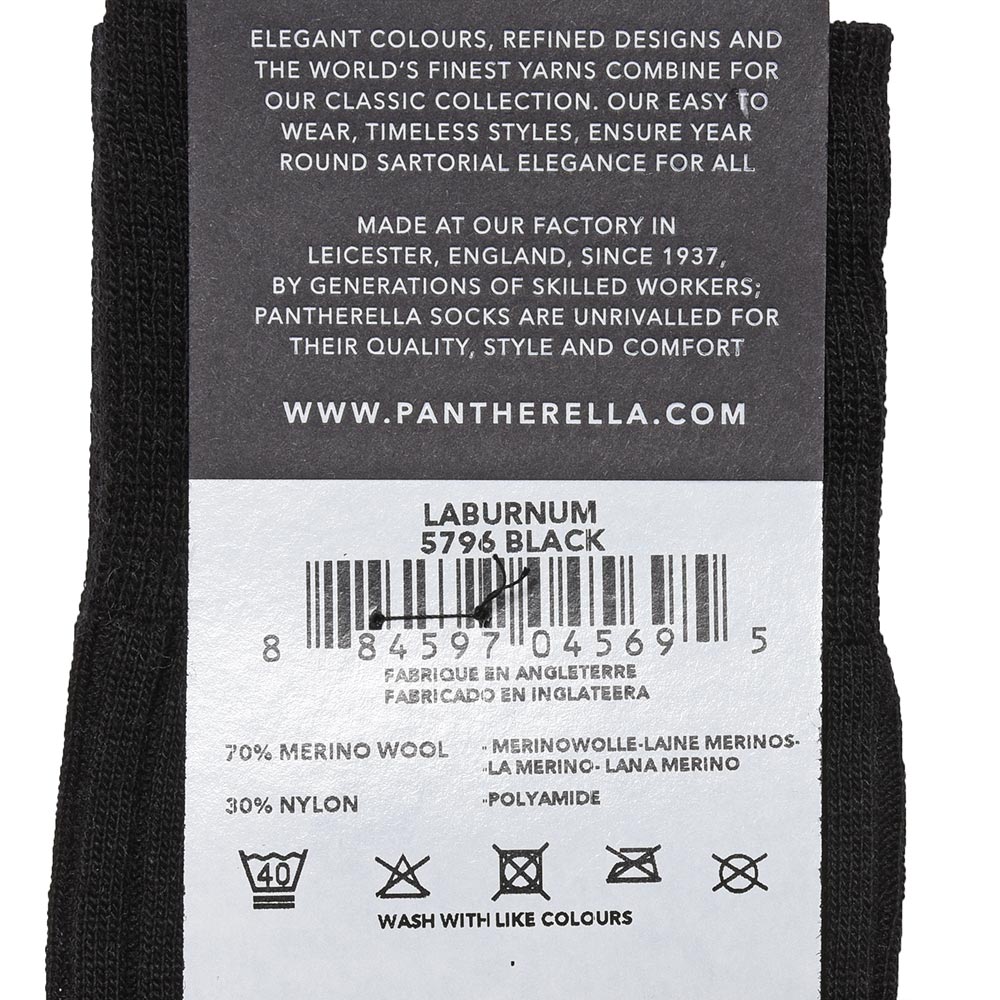 ELEGANT COLOURS, REFINED DESIGNS AND
THE WORLD'S FINEST YARNS COMBINE FOR
OUR CLASSIC COLLECTION. OUR EASY TO
WEAR, TIMELESS STYLES, ENSURE YEAR
ROUND SARTORIAL ELEGANCE FOR ALL
MADE AT OUR FACTORY IN
LEICESTER, ENGLAND, SINCE 1937,
BY GENERATIONS OF SKILLED WORKERS;
PANTHERELLA SOCKS ARE UNRIVALLED FOR
THEIR QUALITY, STYLE AND COMFORT
WWW.PANTHERELLA.COM
LABURNUM
5796 BLACK
8 84597 04569 5
FABRIQUE EN ANGLETERRE
FABRICADO EN INGLATEERA
70% MERINO WOOL -MERINOWOLLE-LAINE MERINOS-
-LA MERINO- LANA MERINO
30% NYLON -POLYAMIDE
40
WASH WITH LIKE COLOURS